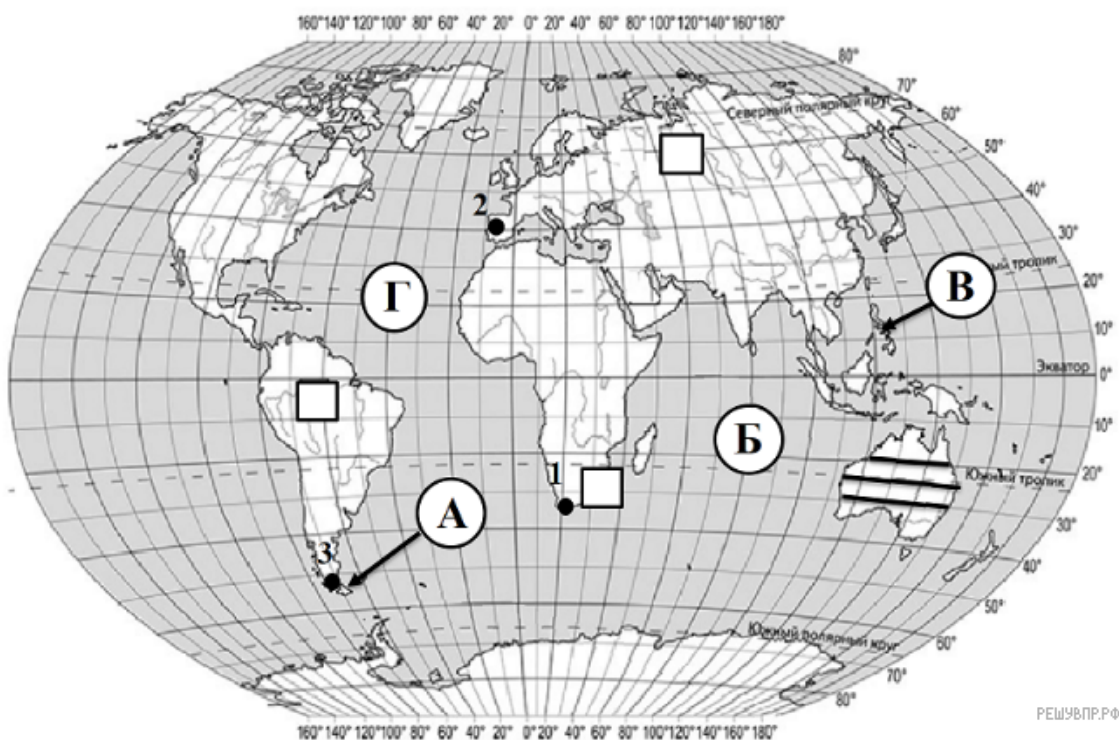 160°140°120°100°80° 60° 40° 20° 0° 20° 40° 60° 80° 100°120°140°160°180°
80°
70°
Северный полярный круг
60°
50°
40°
2
30°
В
ный тропик
Г
20°
10°
Экватор
0°
10°
Б
20°
1
Южный тропик
А
30°
3
40°
50°
Южный полярный круг
60°
70°
80°
160°140°120°100°80° 60° 40° 20° 0° 20° 40° 60° 80° 100°120°140°160°180°
РЕШУВПР.РФ